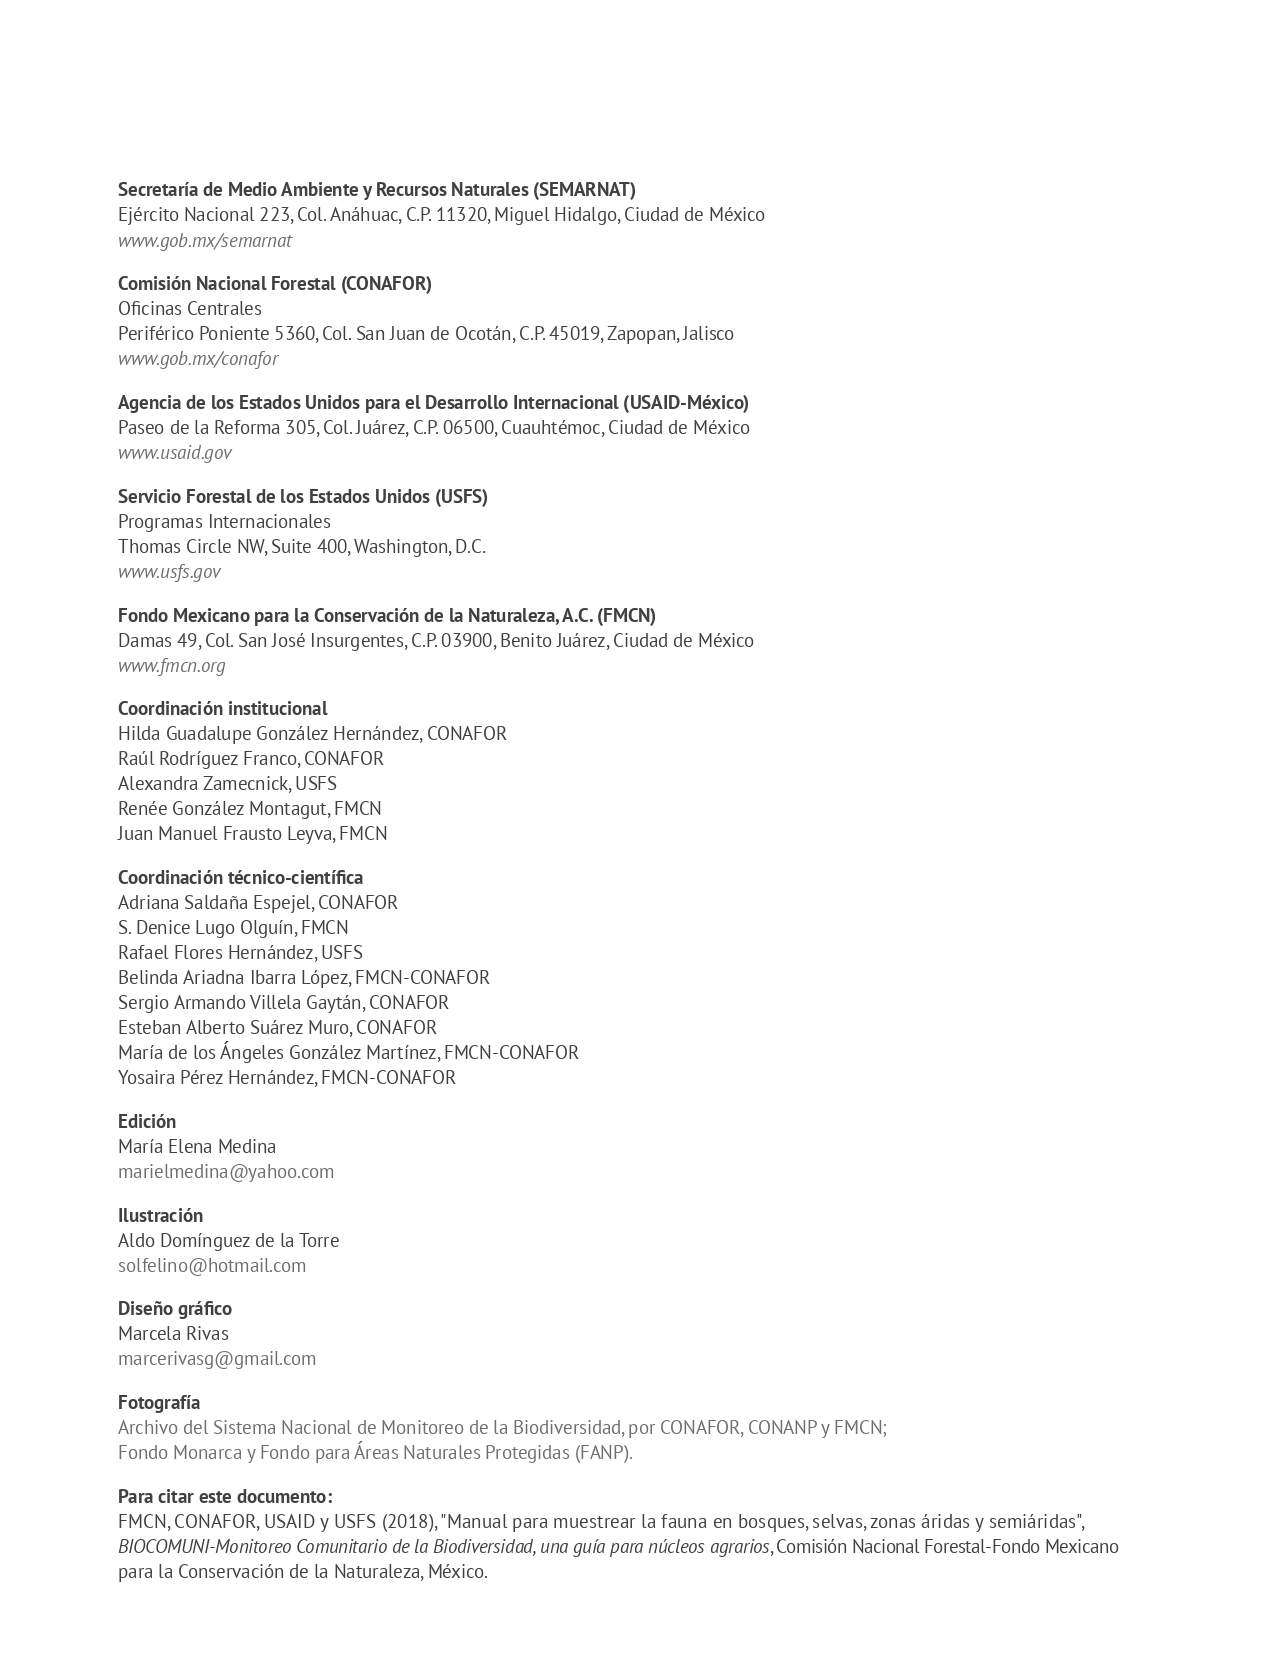 Secretaría de Medio Ambiente y Recursos Naturales (SEMARNAT)
Ejército Nacional 223, Col. Anáhuac, C.P. 11320, Miguel Hidalgo, Ciudad de México
www.gob.mx/semarnat
Comisión Nacional Forestal (CONAFOR)
Oficinas Centrales
Periférico Poniente 5360, Col. San Juan de Ocotán, C.P. 45019, Zapopan, Jalisco
www.gob.mx/conafor
Agencia de los Estados Unidos para el Desarrollo Internacional (USAID-México)
Paseo de la Reforma 305, Col. Juárez, C.P. 06500, Cuauhtémoc, Ciudad de México
www.usaid.gov
Servicio Forestal de los Estados Unidos (USFS)
Programas Internacionales
Thomas Circle NW, Suite 400, Washington, D.C.
www.usfs.gov
Fondo Mexicano para la Conservación de la Naturaleza, A.C. (FMCN)
Damas 49, Col. San José Insurgentes, C.P. 03900, Benito Juárez, Ciudad de México
www.fmcn.org
Coordinación institucional
Hilda Guadalupe González Hernández, CONAFOR
Raúl Rodríguez Franco, CONAFOR
Alexandra Zamecnick, USFS
Renée González Montagut, FMCN
Juan Manuel Frausto Leyva, FMCN
Coordinación técnico-científica
Adriana Saldaña Espejel, CONAFOR
S. Denice Lugo Olguín, FMCN
Rafael Flores Hernández, USFS
Belinda Ariadna Ibarra López, FMCN-CONAFOR
Sergio Armando Villela Gaytán, CONAFOR
Esteban Alberto Suárez Muro, CONAFOR
María de los Ángeles González Martínez, FMCN-CONAFOR
Yosaira Pérez Hernández, FMCN-CONAFOR
Edición
María Elena Medina
marielmedina@yahoo.com
Ilustración
Aldo Domínguez de la Torre
solfelino@hotmail.com
Diseño gráfico
Marcela Rivas
marcerivasg@gmail.com
Fotografía
Archivo del Sistema Nacional de Monitoreo de la Biodiversidad, por CONAFOR, CONANP y FMCN;
Fondo Monarca y Fondo para Áreas Naturales Protegidas (FANP).
Para citar este documento:
FMCN, CONAFOR, USAID y USFS (2018), "Manual para muestrear la fauna en bosques, selvas, zonas áridas y semiáridas",
BIOCOMUNI-Monitoreo Comunitario de la Biodiversidad, una guía para núcleos agrarios, Comisión Nacional Forestal-Fondo Mexicano
para la Conservación de la Naturaleza, México.